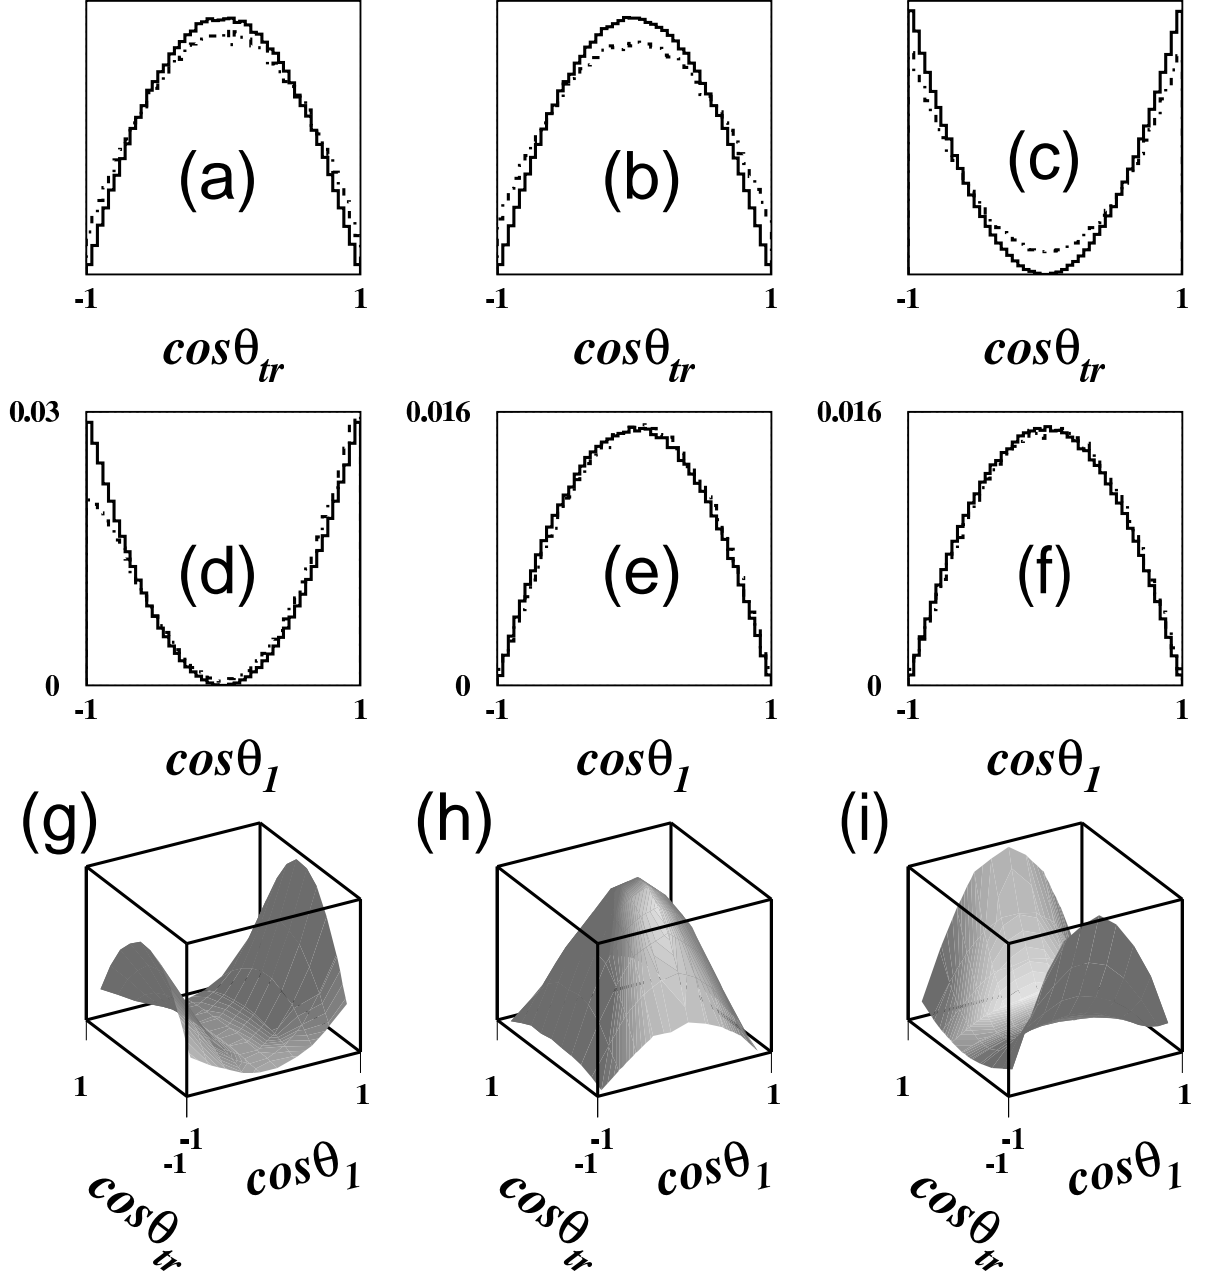 (a) (b) (c)
-1 1 -1 1 -1 1
cosθtr cosθtr cosθtr
0.03 0.016 0.016
(d) (e) (f)
0 0 0
-1 1 -1 1 -1 1
cosθ1 cosθ1 cosθ1
(g) (h) (i)
1 1 1 1 1 1
-1 -1 -1
-1 -1 -1
cosθ1 cosθ1 cosθ1
cosθtr cosθtr cosθtr